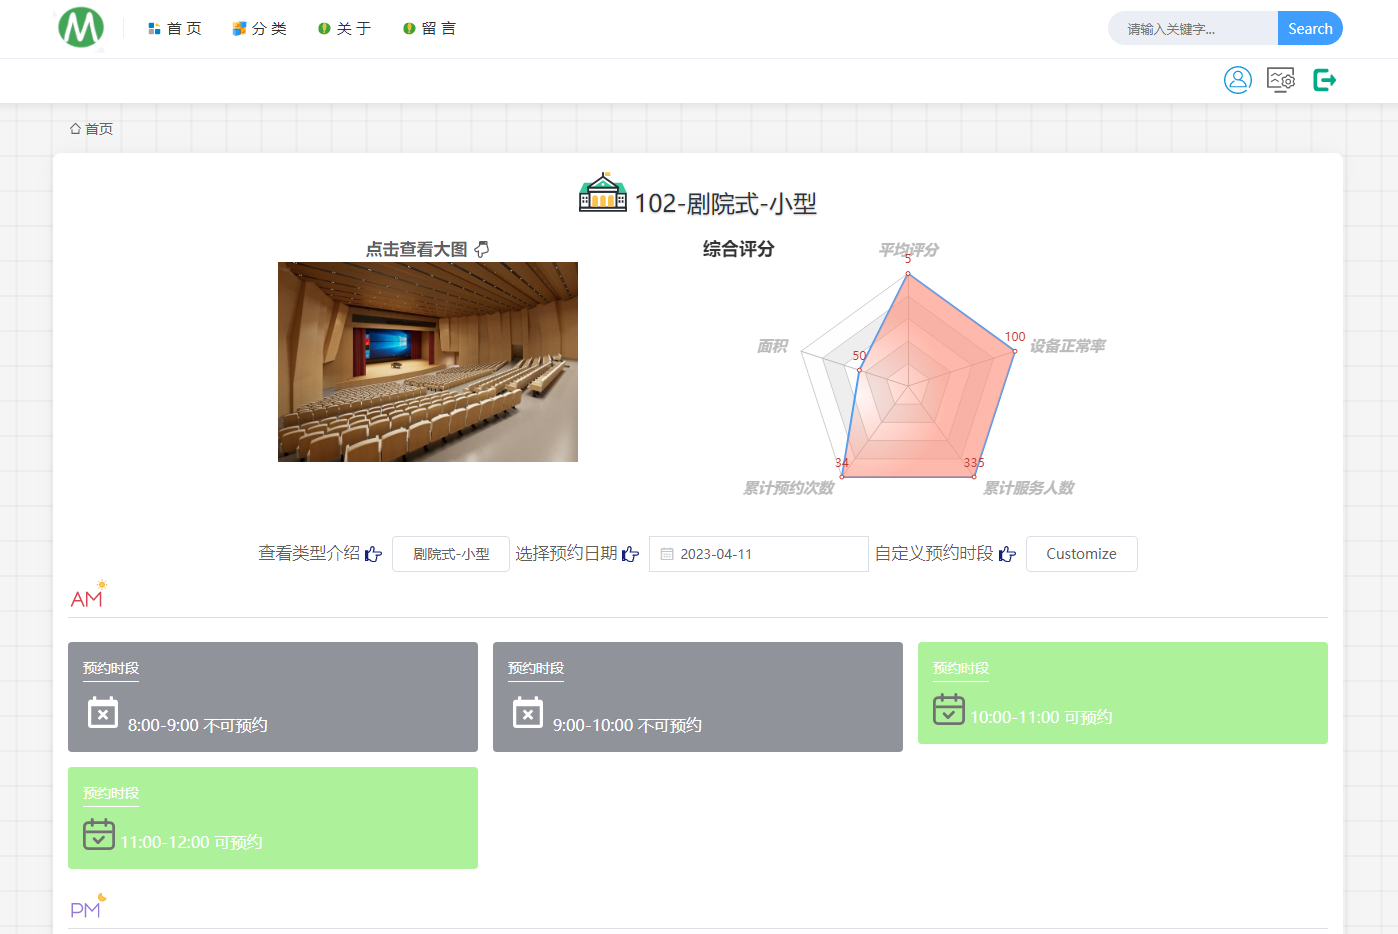 M
首 页
分 类
关 于
留 言
请输入关键字...
Search
首页
102-剧院式-小型
点击查看大图
综合评分
平均评分
5
设备正常率
100
累计服务人数
335
累计预约次数
34
面积
50
查看类型介绍
剧院式-小型
选择预约日期
2023-04-11
自定义预约时段
Customize
AM
预约时段
8:00-9:00 不可预约
预约时段
9:00-10:00 不可预约
预约时段
10:00-11:00 可预约
预约时段
11:00-12:00 可预约
PM